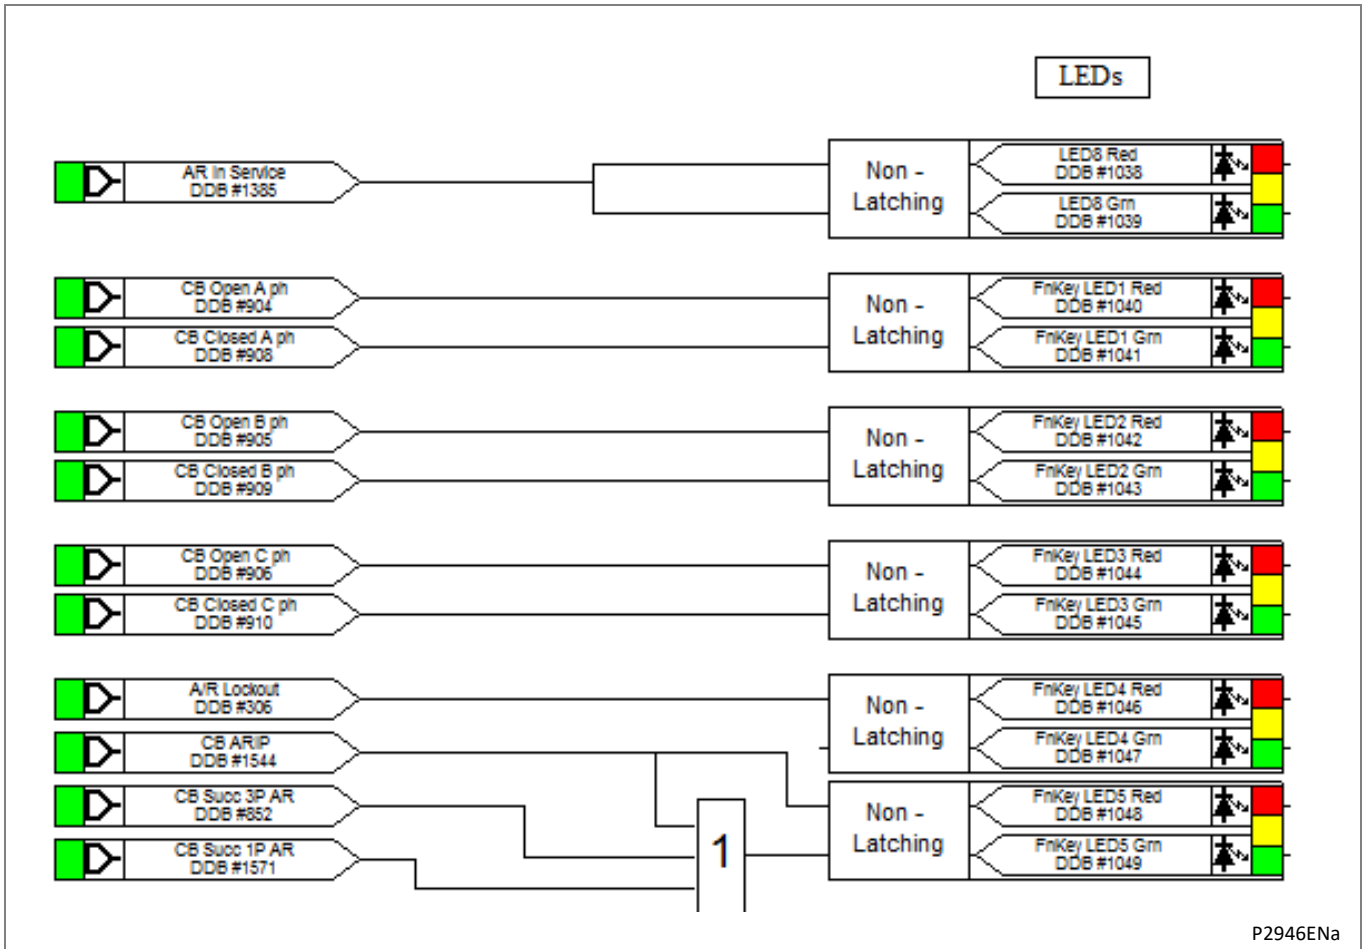 LEDs
AR In Service
DDB #1385
Non -
Latching
LED8 Red
DDB #1038
LED8 Grn
DDB #1039
CB Open A ph
DDB #904
CB Closed A ph
DDB #908
Non -
Latching
FnKey LED1 Red
DDB #1040
FnKey LED1 Grn
DDB #1041
CB Open B ph
DDB #905
CB Closed B ph
DDB #909
Non -
Latching
FnKey LED2 Red
DDB #1042
FnKey LED2 Grn
DDB #1043
CB Open C ph
DDB #906
CB Closed C ph
DDB #910
Non -
Latching
FnKey LED3 Red
DDB #1044
FnKey LED3 Grn
DDB #1045
A/R Lockout
DDB #306
Non -
Latching
FnKey LED4 Red
DDB #1046
FnKey LED4 Grn
DDB #1047
CB ARIP
DDB #1544
CB Succ 3P AR
DDB #852
CB Succ 1P AR
DDB #1571
1
Non -
Latching
FnKey LED5 Red
DDB #1048
FnKey LED5 Grn
DDB #1049
P2946ENa